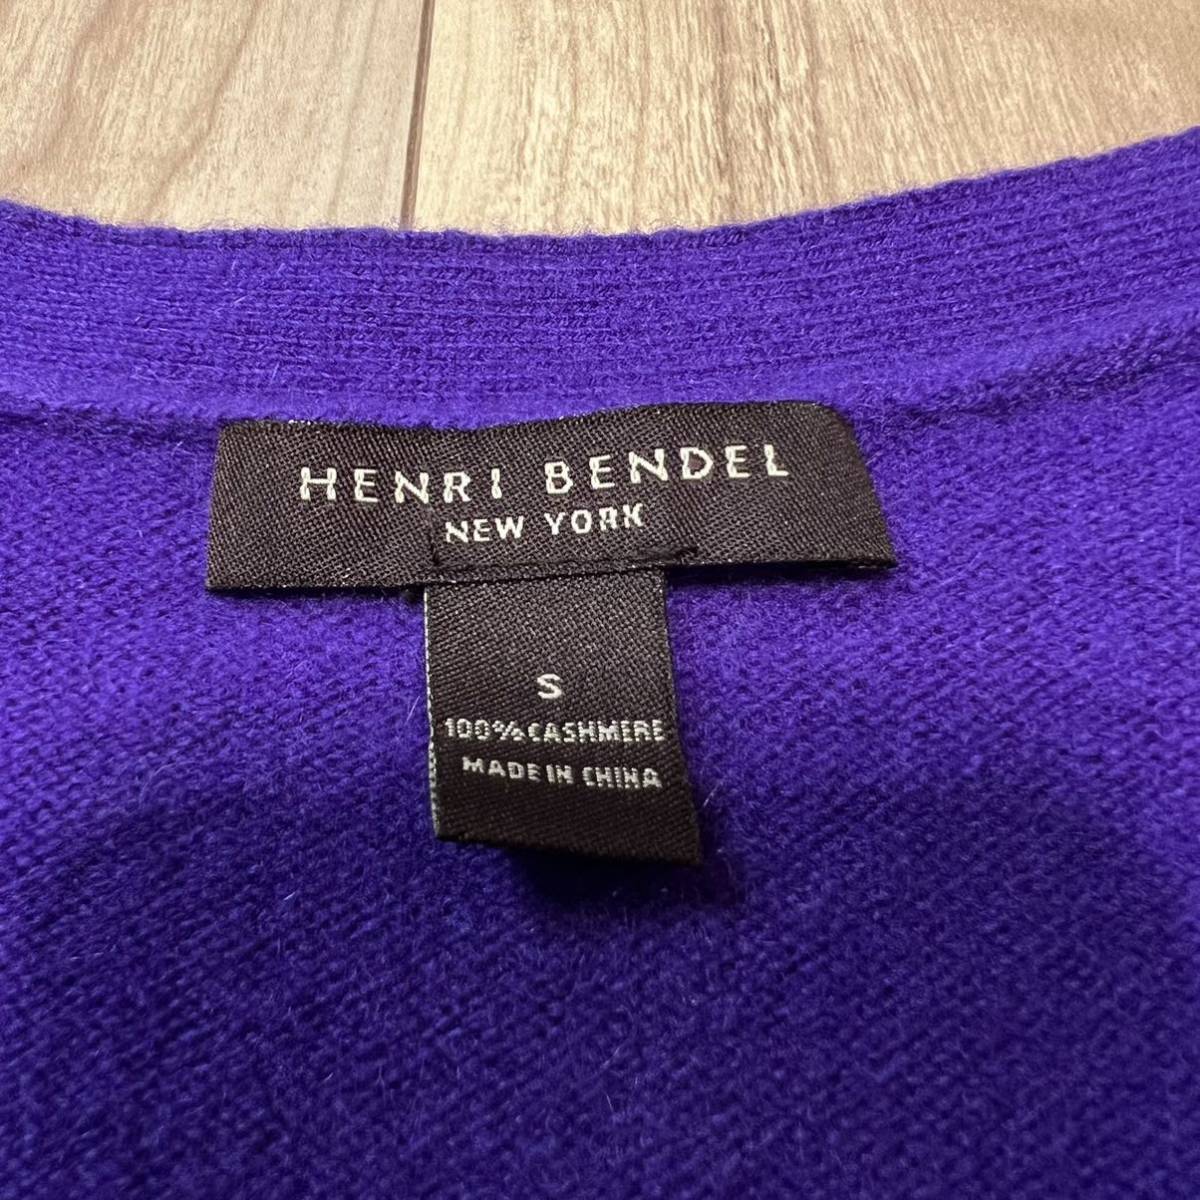 HENRI BENDEL
NEW YORK
S
100% CASHMERE
MADE IN CHINA